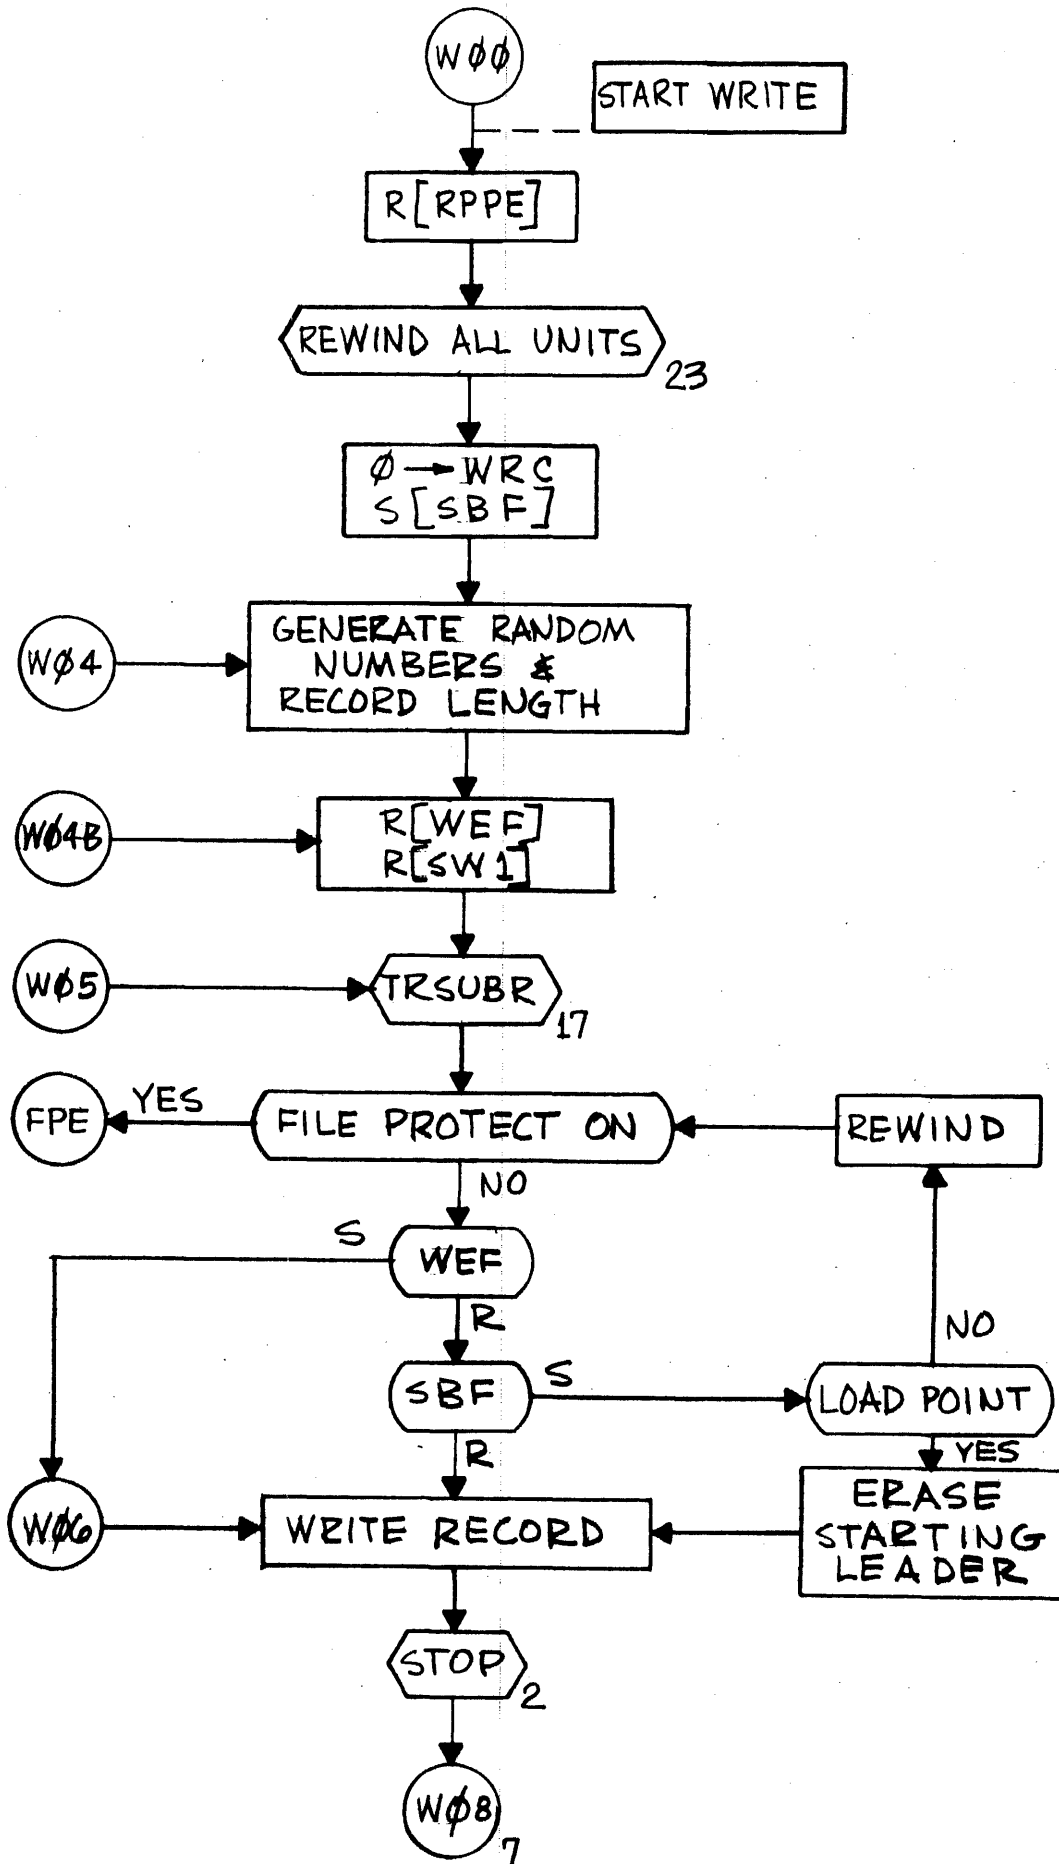 WØØ
START WRITE
R[RPPE]
REWIND ALL UNITS
23
Ø → WRC
S[SBF]
WØ4
GENERATE RANDOM
NUMBERS &
RECORD LENGTH
WØ4B
R[WEF]
R[SW1]
WØ5
TRSUBR
17
FPE
YES
FILE PROTECT ON
REWIND
NO
S
WEF
R
NO
SBF
S
LOAD POINT
R
YES
WØ6
WRITE RECORD
ERASE
STARTING
LEADER
STOP
2
WØ8
7